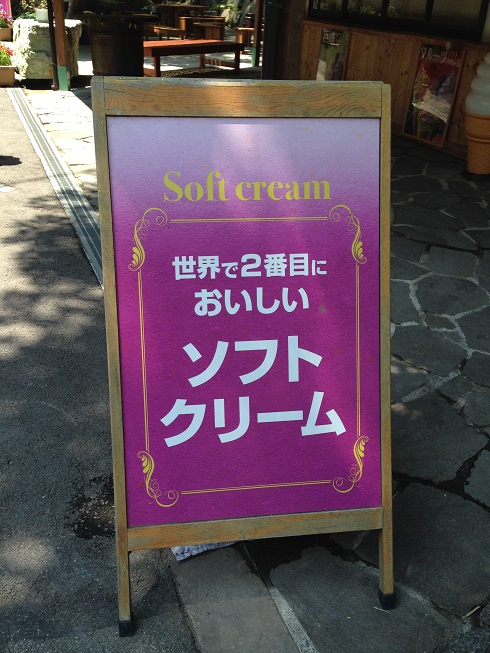 Soft cream
世界で2番目に
おいしい
ソフト
クリーム